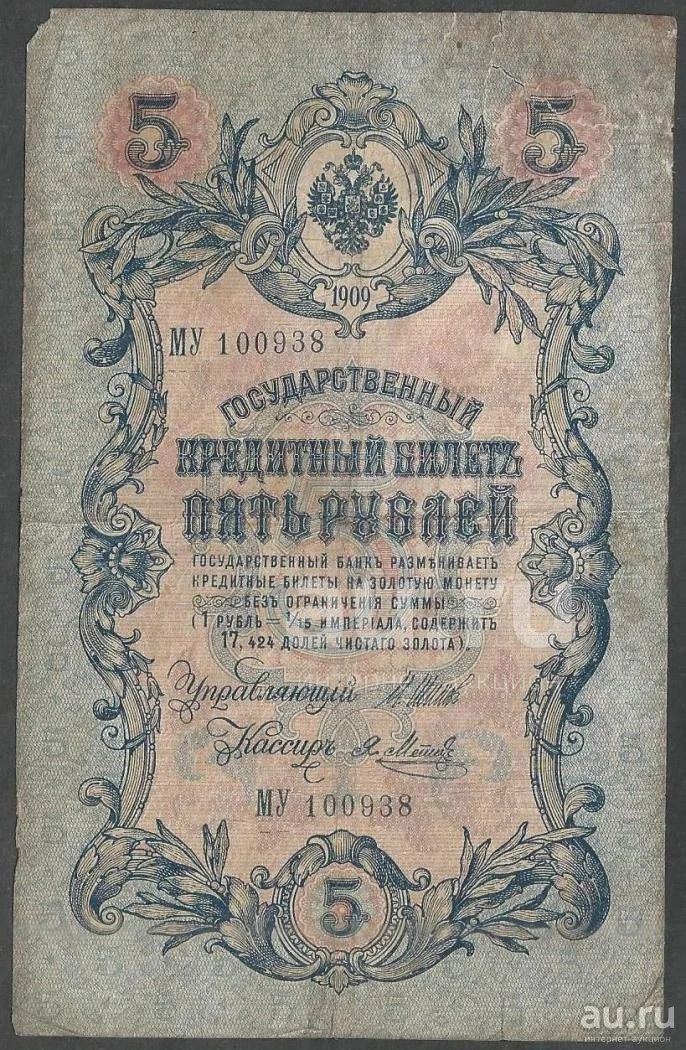 5 5
1909
МУ 100938
ГОСУДАРСТВЕННЫЙ
КРЕДИТНЫЙ БИЛЕТЪ
ПЯТЬ РУБЛЕЙ
ГОСУДАРСТВЕННЫЙ БАНКЪ РАЗМѢНИВАЕТЪ
КРЕДИТНЫЕ БИЛЕТЫ НА ЗОЛОТУЮ МОНЕТУ
БЕЗЪ ОГРАНИЧЕНІЯ СУММЫ
(1 РУБЛЬ = 1/15 ИМПЕРІАЛА, СОДЕРЖИТЪ
17,424 ДОЛЕЙ ЧИСТАГО ЗОЛОТА).
Управляющій
Кассиръ
МУ 100938
5
au.ru
интернет-аукцион